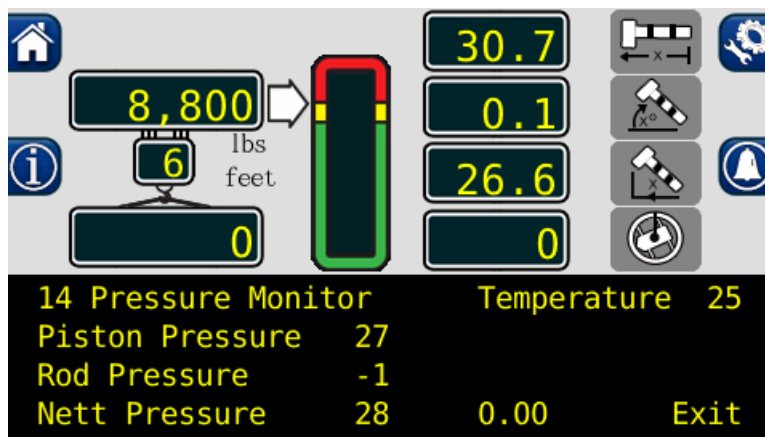 30.7
8,800
0.1
lbs
6
feet
26.6
0
0
14 Pressure Monitor Temperature 25
Piston Pressure 27
Rod Pressure -1
Nett Pressure 28 0.00 Exit
x
x°
x
i